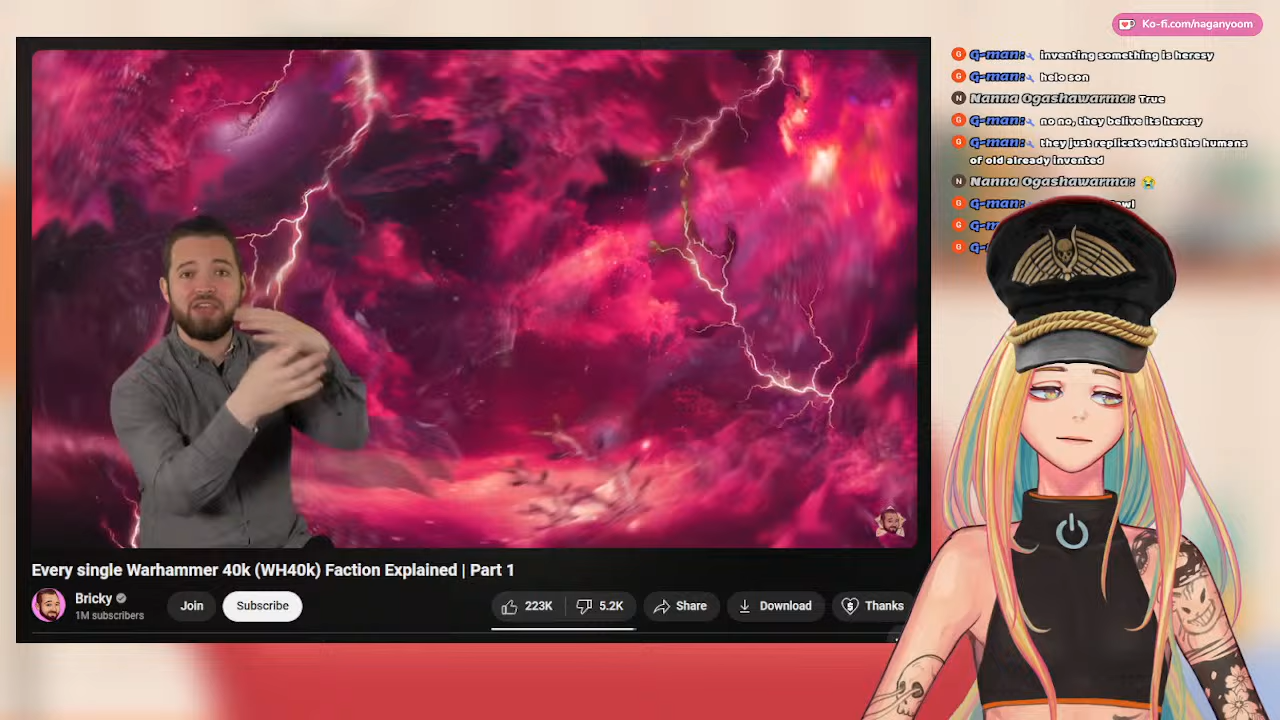 Ko-fi.com/naganyoom
G-man: inventing something is heresy
G-man: helo son
Nanna Ogashawarma: True
G-man: no no, they belive its heresy
G-man: they just replicate what the humans
of old already invented
Nanna Ogashawarma: 😭
G-man:
Every single Warhammer 40k (WH40k) Faction Explained | Part 1
Bricky
1M subscribers
Join
Subscribe
223K
5.2K
Share
Download
Thanks